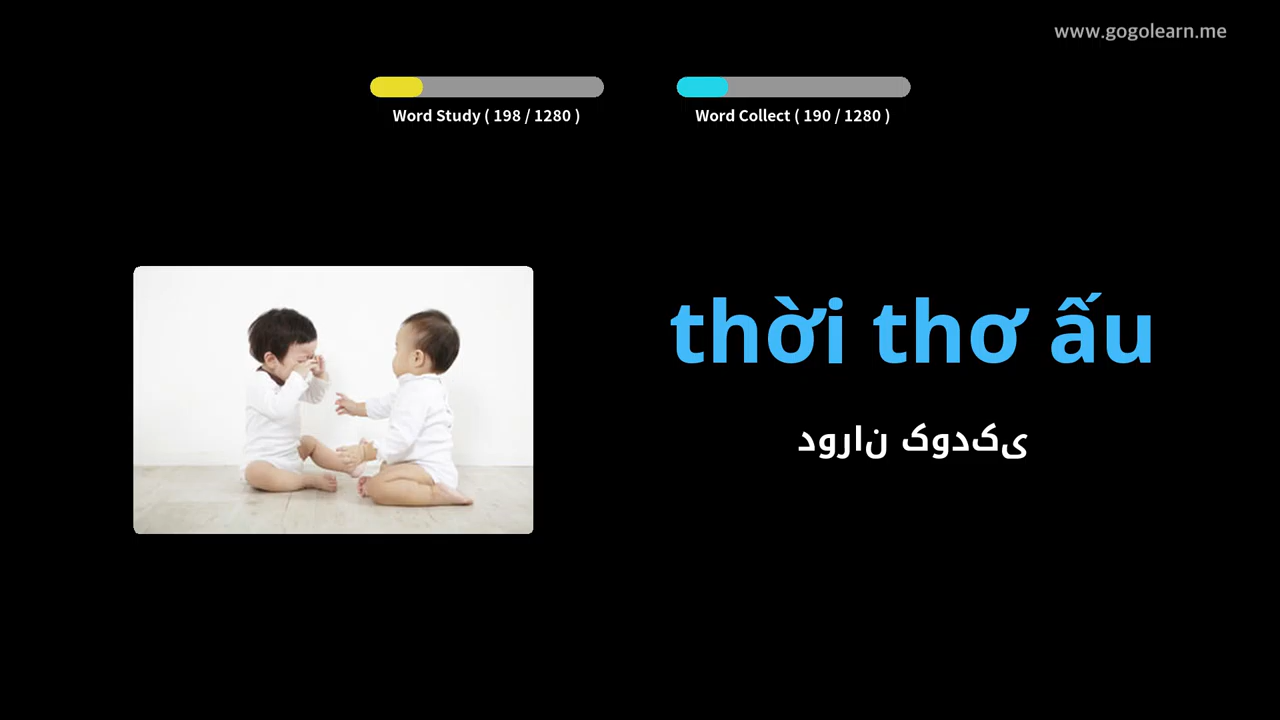 www.gogolearn.me
Word Study ( 198 / 1280 )
Word Collect ( 190 / 1280 )
thời thơ ấu
دوران کودکی